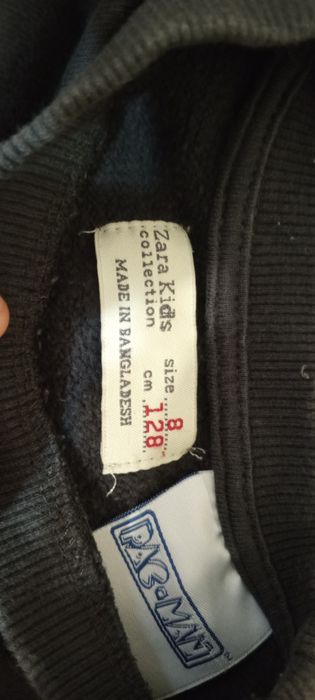 Zara Kids size 8
collection cm 128
MADE IN BANGLADESH
PAC-MAN